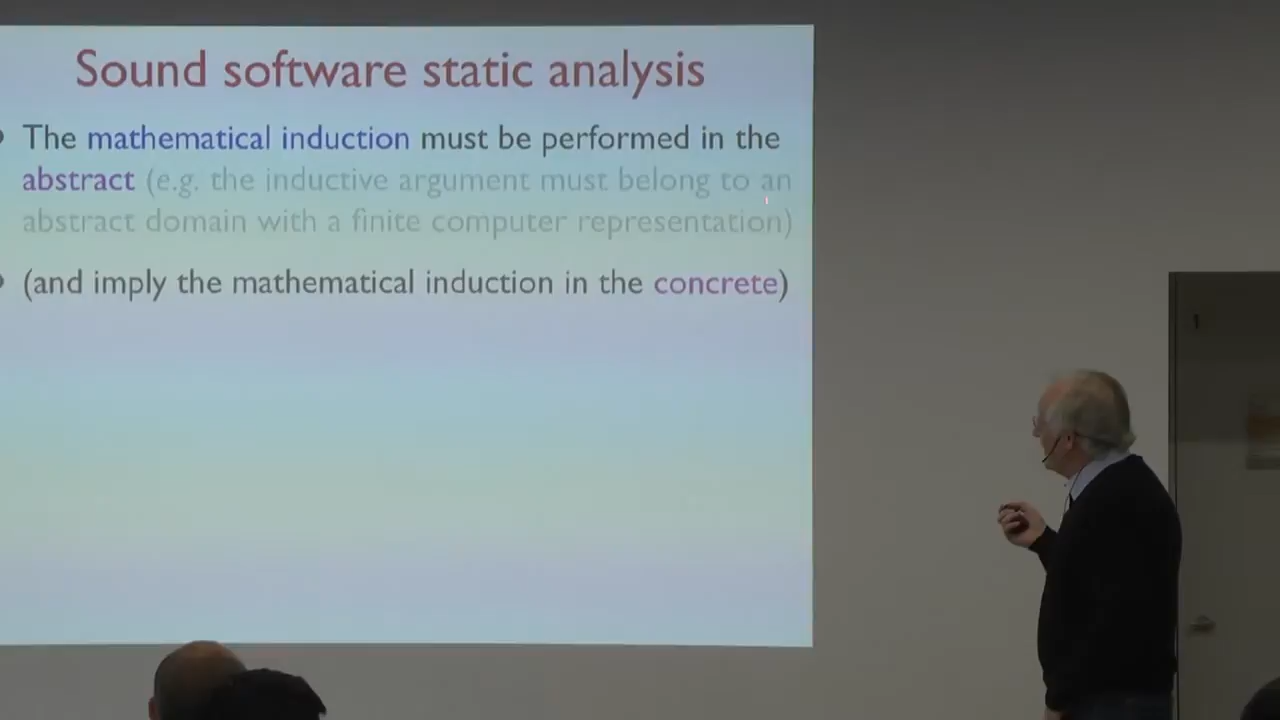 Sound software static analysis
The mathematical induction must be performed in the
abstract (e.g. the inductive argument must belong to an
abstract domain with a finite computer representation)
(and imply the mathematical induction in the concrete)